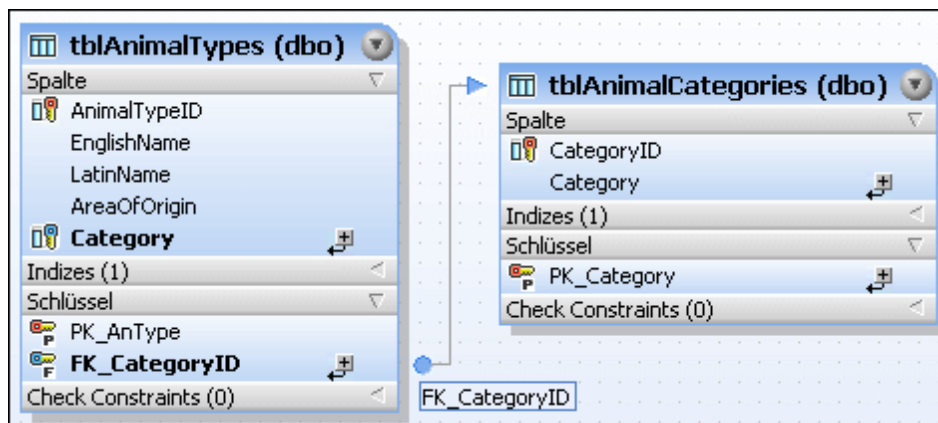 tblAnimalTypes (dbo)
Spalte
AnimalTypeID
EnglishName
LatinName
AreaOfOrigin
Category
Indizes (1)
Schlüssel
PK_AnType
FK_CategoryID
Check Constraints (0)
FK_CategoryID
tblAnimalCategories (dbo)
Spalte
CategoryID
Category
Indizes (1)
Schlüssel
PK_Category
Check Constraints (0)